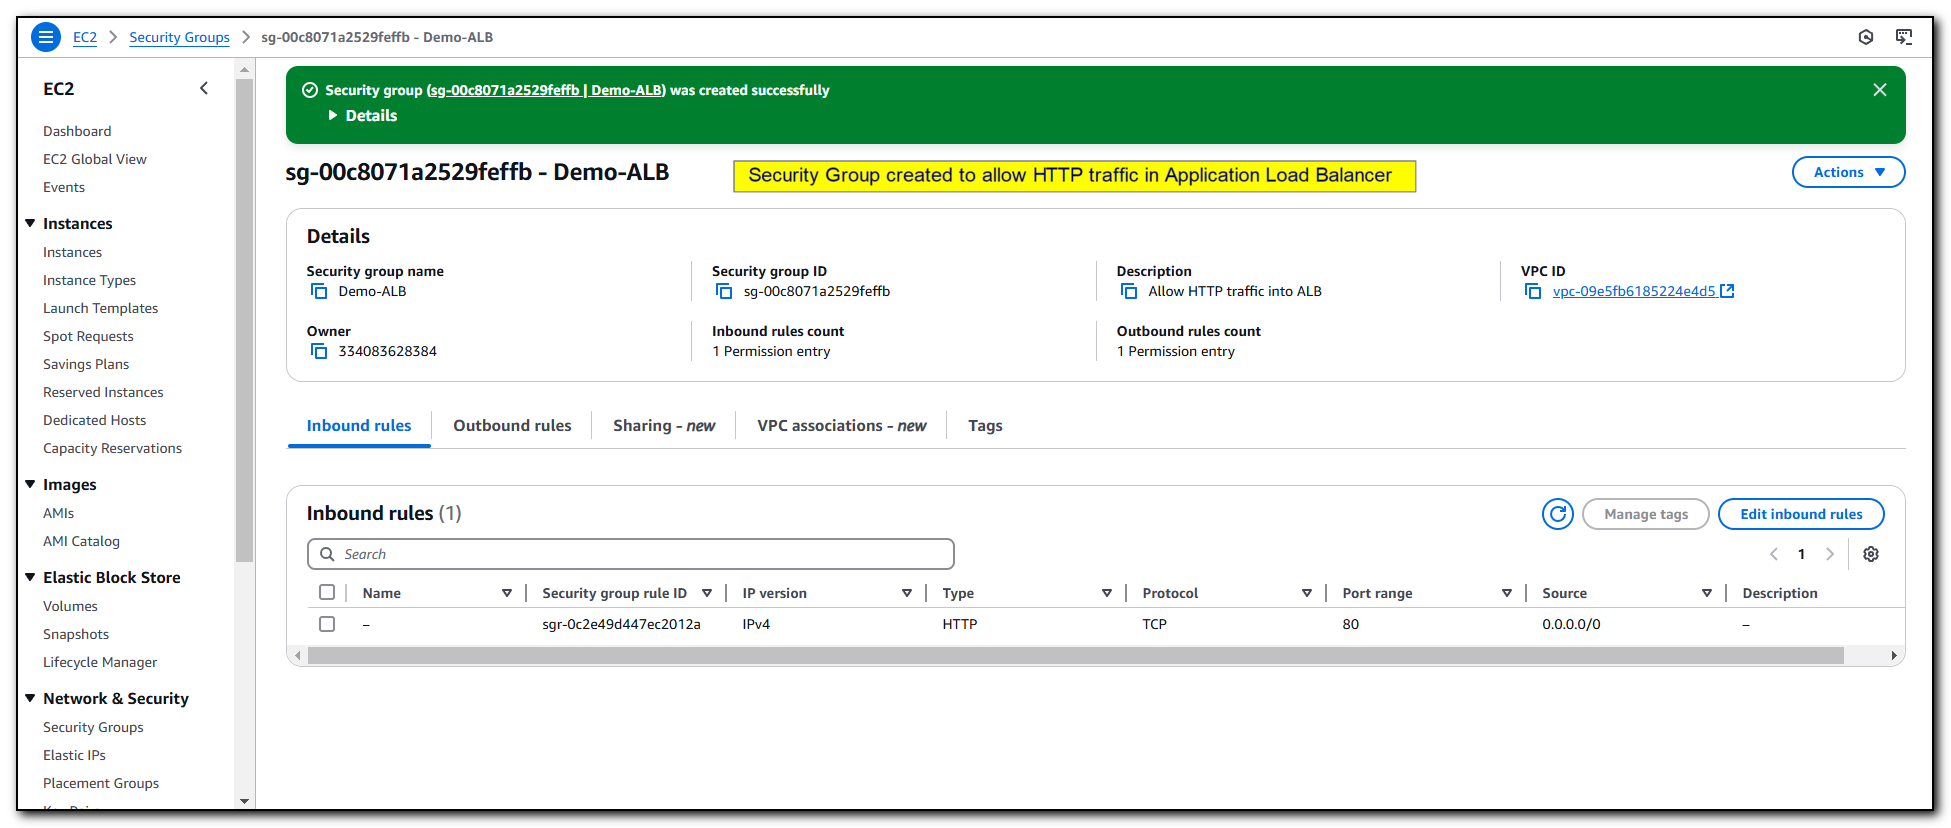 EC2 > Security Groups > sg-00c8071a2529feffb - Demo-ALB
EC2
Dashboard
EC2 Global View
Events
Instances
Instances
Instance Types
Launch Templates
Spot Requests
Savings Plans
Reserved Instances
Dedicated Hosts
Capacity Reservations
Images
AMIs
AMI Catalog
Elastic Block Store
Volumes
Snapshots
Lifecycle Manager
Network & Security
Security Groups
Elastic IPs
Placement Groups
Security group (sg-00c8071a2529feffb | Demo-ALB) was created successfully
Details
sg-00c8071a2529feffb - Demo-ALB
Security Group created to allow HTTP traffic in Application Load Balancer
Actions
Details
Security group name
Demo-ALB
Security group ID
sg-00c8071a2529feffb
Description
Allow HTTP traffic into ALB
VPC ID
vpc-09e5fb6185224e4d5
Owner
334083628384
Inbound rules count
1 Permission entry
Outbound rules count
1 Permission entry
Inbound rules Outbound rules Sharing - new VPC associations - new Tags
Inbound rules (1)
Manage tags
Edit inbound rules
Search
1
Name Security group rule ID IP version Type Protocol Port range Source Description
– sgr-0c2e49d447ec2012a IPv4 HTTP TCP 80 0.0.0.0/0 –